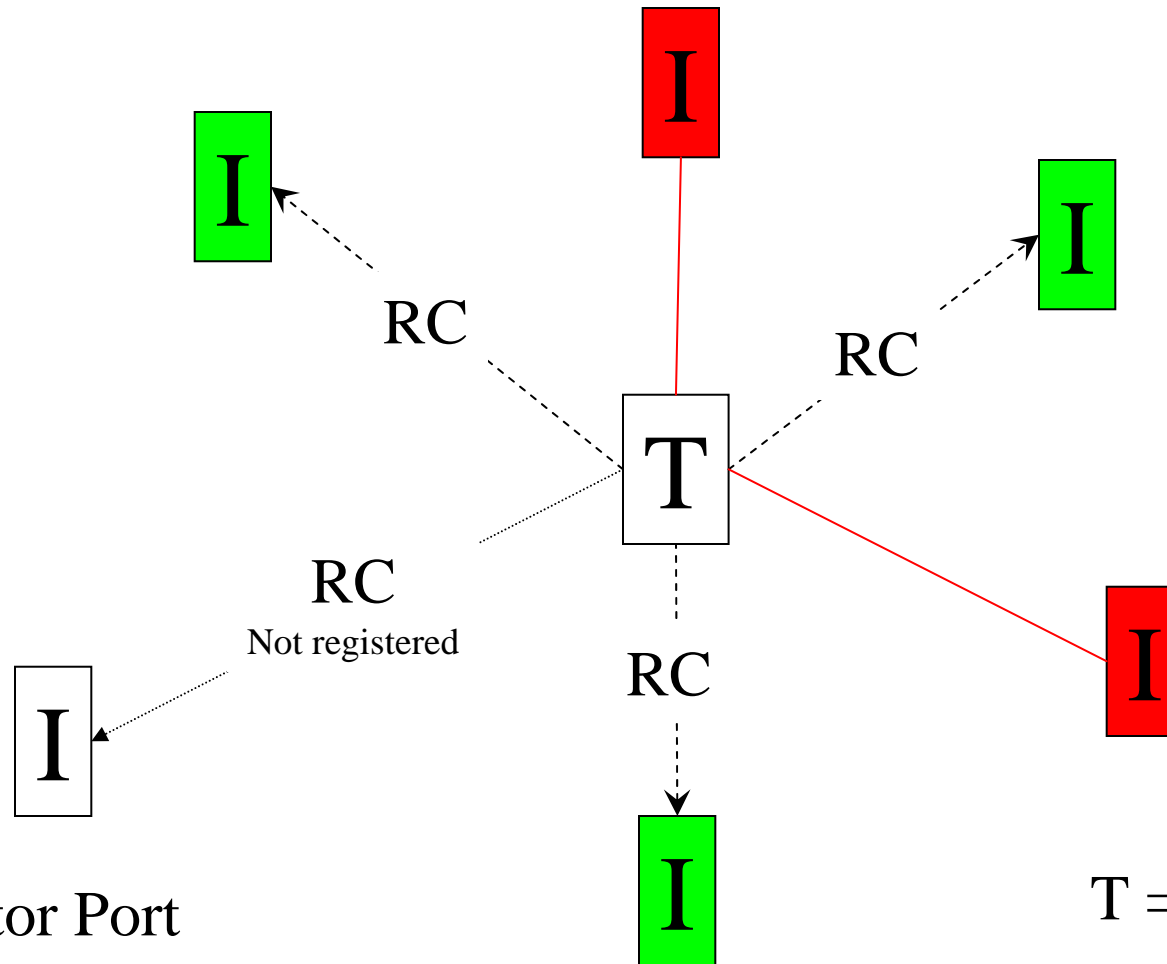 I
I
I
RC
RC
T
RC
Not registered
RC
I
I
I
tor Port
T =